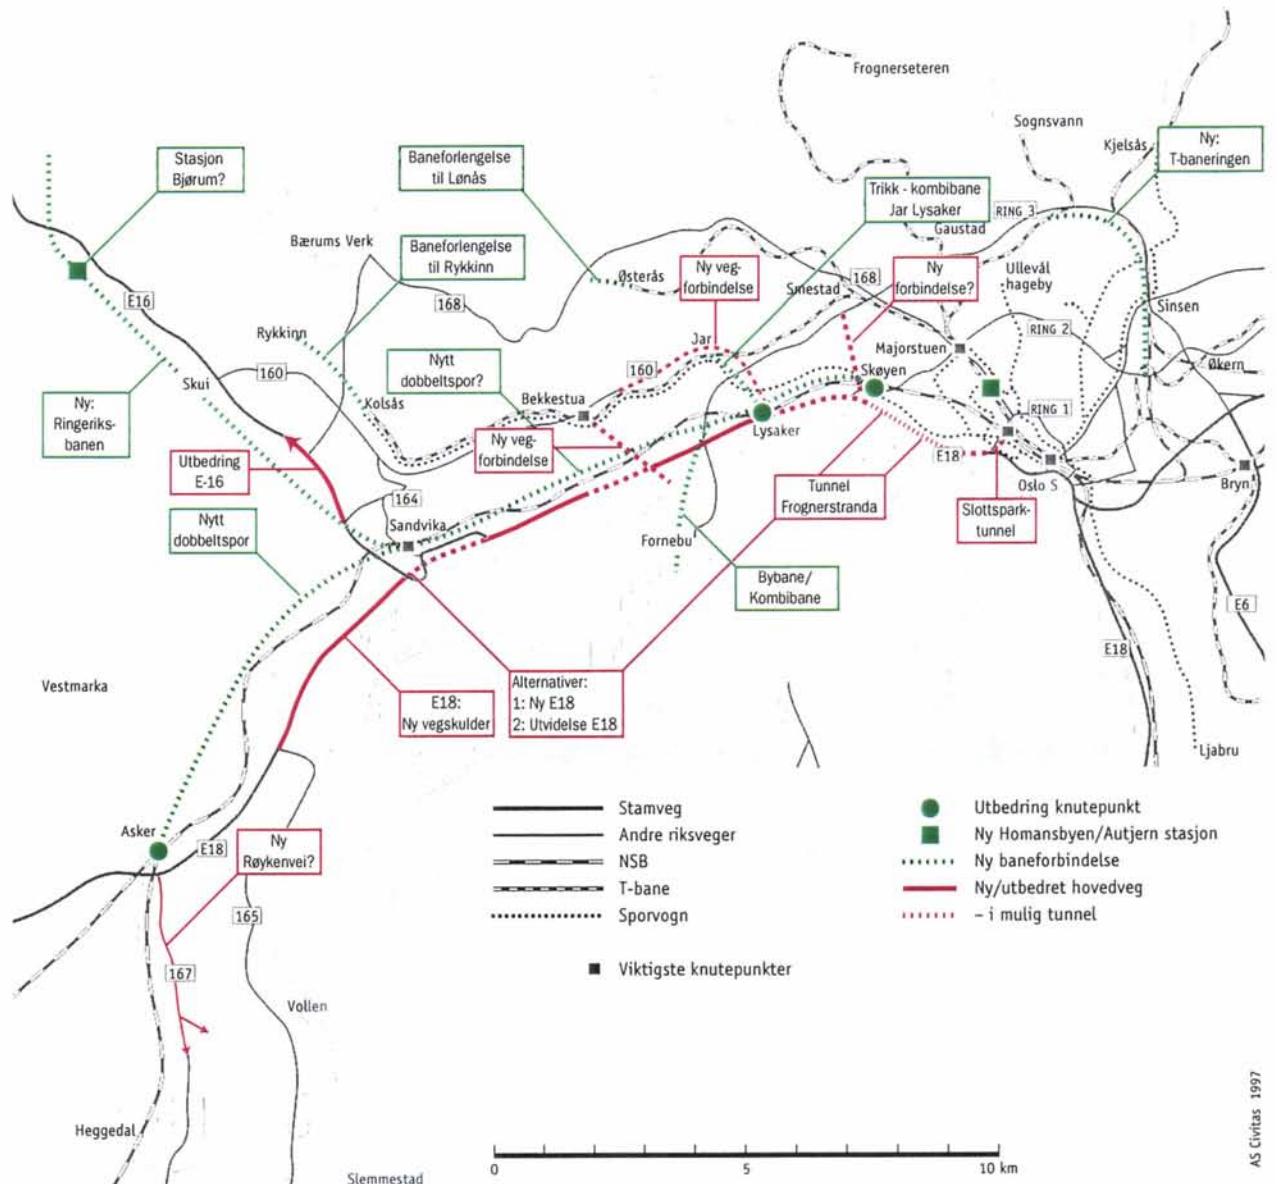 Frognerseteren
Sognsvann
Kjelsås
Ny:
T-baneringen
Stasjon
Bjørum?
Baneforlengelse
til Lønås
Trikk - kombibane
Jar Lysaker
RING 3
Gaustad
Bærums Verk
Baneforlengelse
til Rykkinn
Østerås
Ny veg-
forbindelse
168
Smestad
Ny
forbindelse?
Ullevål
hageby
E16
168
Sinsen
Rykkinn
Jar
RING 2
Majorstuen
Nytt
dobbeltspor?
160
160
Skøyen
Økern
Skui
Ny:
Ringeriks-
banen
Kolsås
Bekkestua
RING 1
Lysaker
Ny veg-
forbindelse
Utbedring
E-16
E18
Oslo S
Bryn
164
Tunnel
Frognerstranda
Slottspark-
tunnel
Nytt
dobbeltspor
Sandvika
Fornebu
Bybane/
Kombibane
E6
E18
Vestmarka
E18:
Ny vegskulder
Alternativer:
1: Ny E18
2: Utvidelse E18
Ljabru
Asker
E18
Ny
Røykenvei?
165
167
Vollen
Heggedal
Slemmestad
Stamveg
Andre riksveger
NSB
T-bane
Sporvogn
Viktigste knutepunkter
Utbedring knutepunkt
Ny Homansbyen/Autjern stasjon
Ny baneforbindelse
Ny/utbedret hovedveg
– i mulig tunnel
0 5 10 km
AS Civitas 1997